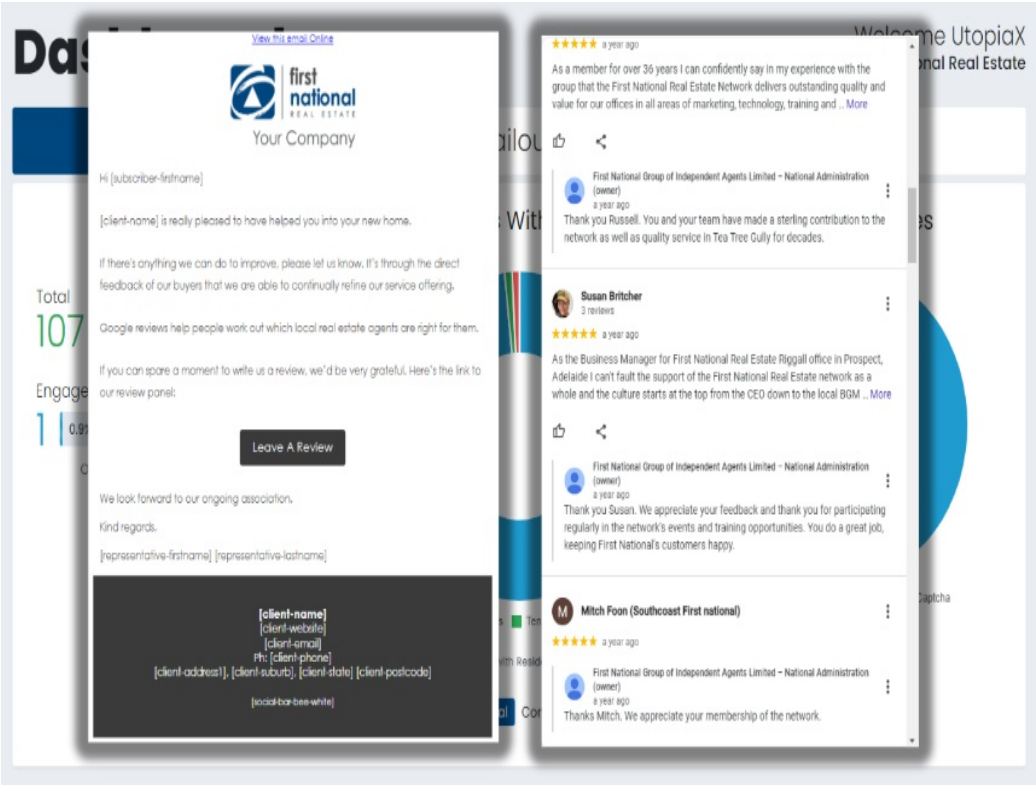 Das
Welcome UtopiaX
onal Real Estate
View this email Online
first
national
REAL ESTATE
Your Company
Hi [subscriber-firstname]
[client-name] is really pleased to have helped you into your new home.
If there's anything we can do to improve, please let us know. It's through the direct
feedback of our buyers that we are able to continually refine our service offering.
Google reviews help people work out which local real estate agents are right for them.
If you can spare a moment to write us a review, we'd be very grateful. Here's the link to
our review panel:
Leave A Review
We look forward to our ongoing association,
Kind regards,
[representative-firstname] [representative-lastname]
[client-name]
[client-website]
[client-email]
Ph: [client-phone]
[client-address1], [client-suburb], [client-state] [client-postcode]
[social-bar-bee-white]
Total
107
Engage
1
ailou
With
es
Captcha
with Reside
Cor
a year ago
As a member for over 36 years I can confidently say in my experience with the
group that the First National Real Estate Network delivers outstanding quality and
value for our offices in all areas of marketing, technology, training and ... More
First National Group of Independent Agents Limited – National Administration
(owner)
a year ago
Thank you Russell. You and your team have made a sterling contribution to the
network as well as quality service in Tea Tree Gully for decades.
Susan Britcher
3 reviews
a year ago
As the Business Manager for First National Real Estate Riggall office in Prospect,
Adelaide I can't fault the support of the First National Real Estate network as a
whole and the culture starts at the top from the CEO down to the local BGM ... More
First National Group of Independent Agents Limited – National Administration
(owner)
a year ago
Thank you Susan. We appreciate your feedback and thank you for participating
regularly in the network's events and training opportunities. You do a great job,
keeping First National's customers happy.
M
Mitch Foon (Southcoast First national)
a year ago
First National Group of Independent Agents Limited – National Administration
(owner)
a year ago
Thanks Mitch. We appreciate your membership of the network.